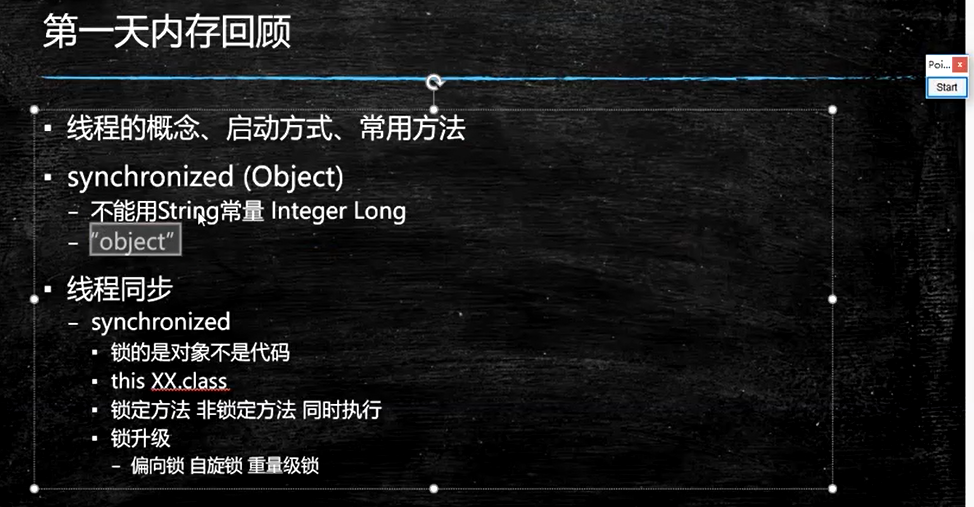 第一天内存回顾
Poi... x
Start
▪ 线程的概念、启动方式、常用方法
▪ synchronized (Object)
– 不能用String常量 Integer Long
– “object”
▪ 线程同步
– synchronized
▪ 锁的是对象不是代码
▪ this XX.class
▪ 锁定方法 非锁定方法 同时执行
▪ 锁升级
– 偏向锁 自旋锁 重量级锁